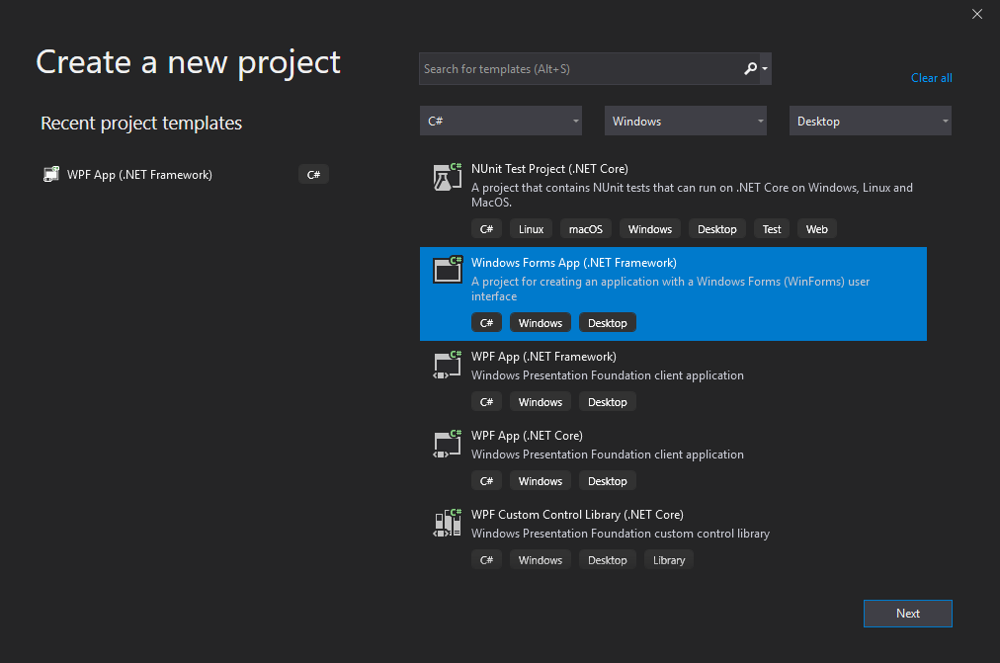 Create a new project
Recent project templates
WPF App (.NET Framework) C#
Search for templates (Alt+S)
Clear all
C# Windows Desktop
C#
NUnit Test Project (.NET Core)
A project that contains NUnit tests that can run on .NET Core on Windows, Linux and
MacOS.
C# Linux macOS Windows Desktop Test Web
C#
Windows Forms App (.NET Framework)
A project for creating an application with a Windows Forms (WinForms) user
interface
C# Windows Desktop
C#
WPF App (.NET Framework)
Windows Presentation Foundation client application
C# Windows Desktop
C#
WPF App (.NET Core)
Windows Presentation Foundation client application
C# Windows Desktop
C#
WPF Custom Control Library (.NET Core)
Windows Presentation Foundation custom control library
C# Windows Desktop Library
Next